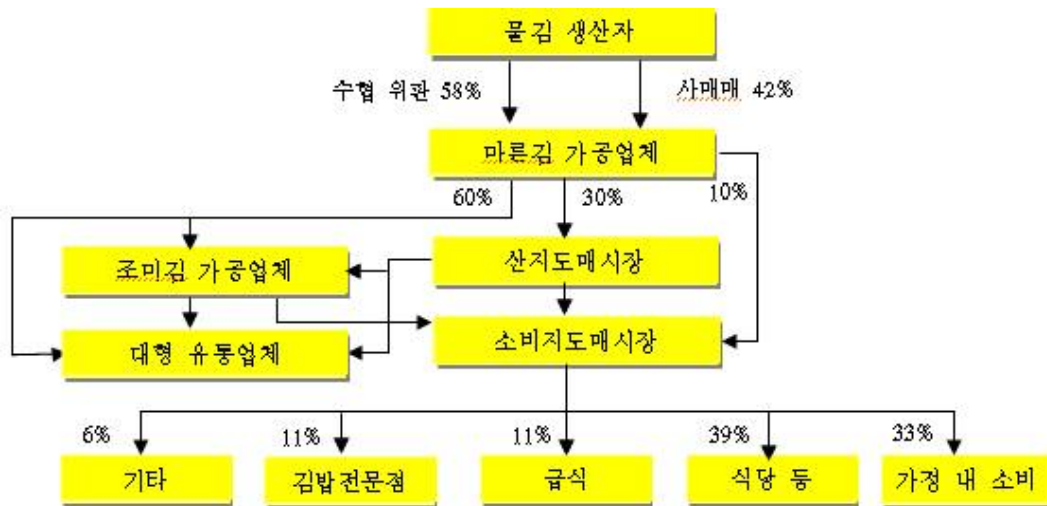 물김 생산자
수협 위판 58%
사매매 42%
마른김 가공업체
60%
30%
10%
조미김 가공업체
산지도매시장
대형 유통업체
소비지도매시장
6%
11%
11%
39%
33%
기타
김밥전문점
급식
식당 등
가정 내 소비